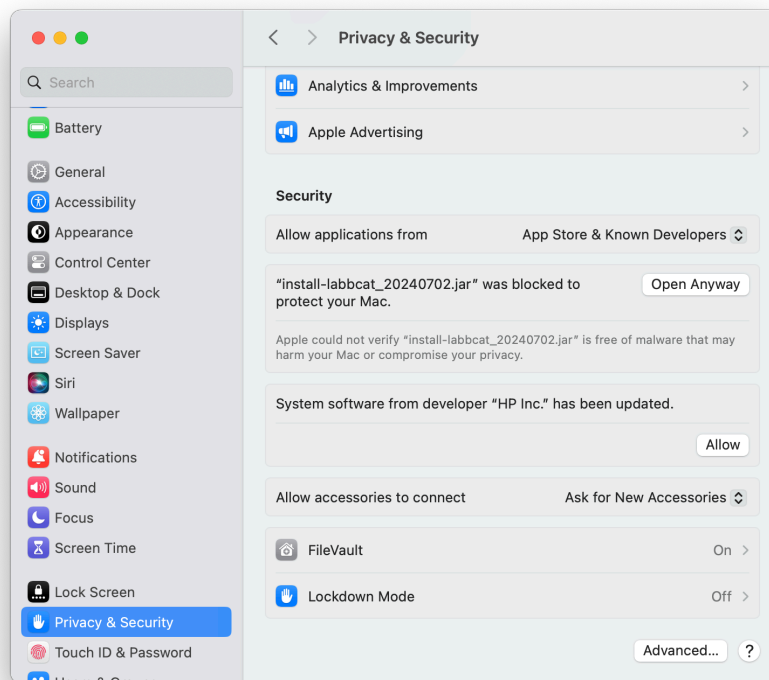 Privacy & Security
Search
Battery
General
Accessibility
Appearance
Control Center
Desktop & Dock
Displays
Screen Saver
Siri
Wallpaper
Notifications
Sound
Focus
Screen Time
Lock Screen
Privacy & Security
Touch ID & Password
Analytics & Improvements
Apple Advertising
Security
Allow applications from App Store & Known Developers
“install-labbcat_20240702.jar” was blocked to Open Anyway
protect your Mac.
Apple could not verify “install-labbcat_20240702.jar” is free of malware that may
harm your Mac or compromise your privacy.
System software from developer “HP Inc.” has been updated.
Allow
Allow accessories to connect Ask for New Accessories
FileVault On
Lockdown Mode Off
Advanced... ?